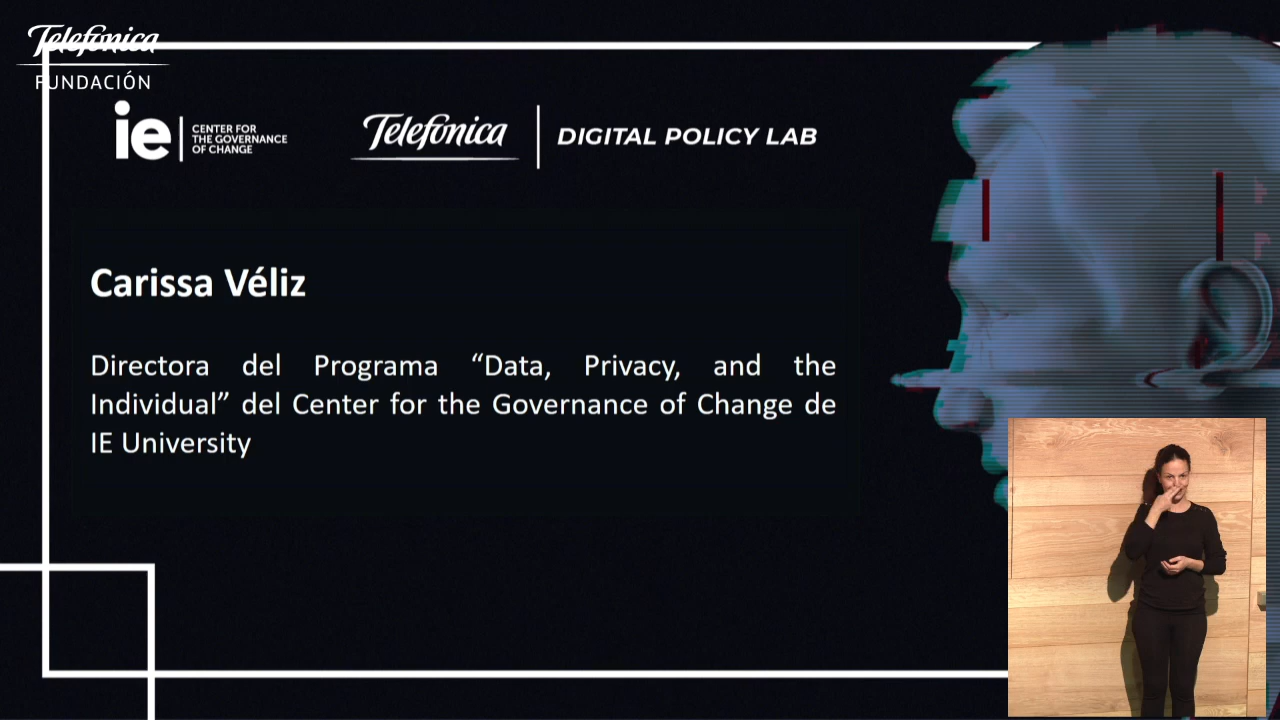 Telefónica
FUNDACIÓN
ie
CENTER FOR
THE GOVERNANCE
OF CHANGE
Telefónica
DIGITAL POLICY LAB
Carissa Véliz
Directora del Programa “Data, Privacy, and the
Individual” del Center for the Governance of Change de
IE University